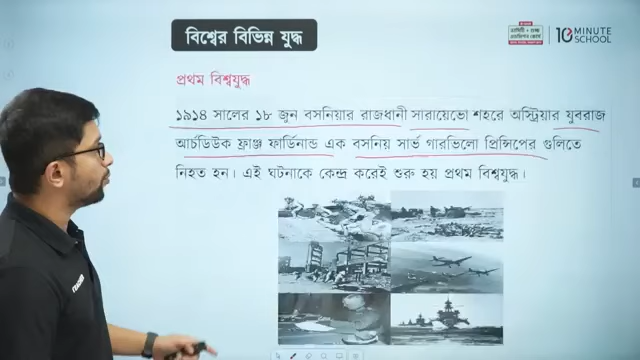 বিশ্বের বিভিন্ন যুদ্ধ
10 MINUTE SCHOOL
প্রথম বিশ্বযুদ্ধ
১৯১৪ সালের ১৮ জুন বসনিয়ার রাজধানী সারায়েভো শহরে অস্ট্রিয়ার যুবরাজ
আর্চডিউক ফ্রাঞ্জ ফার্ডিনান্ড এক বসনিয় সার্ভ গারভিলো প্রিন্সিপের গুলিতে
নিহত হন। এই ঘটনাকে কেন্দ্র করেই শুরু হয় প্রথম বিশ্বযুদ্ধ।